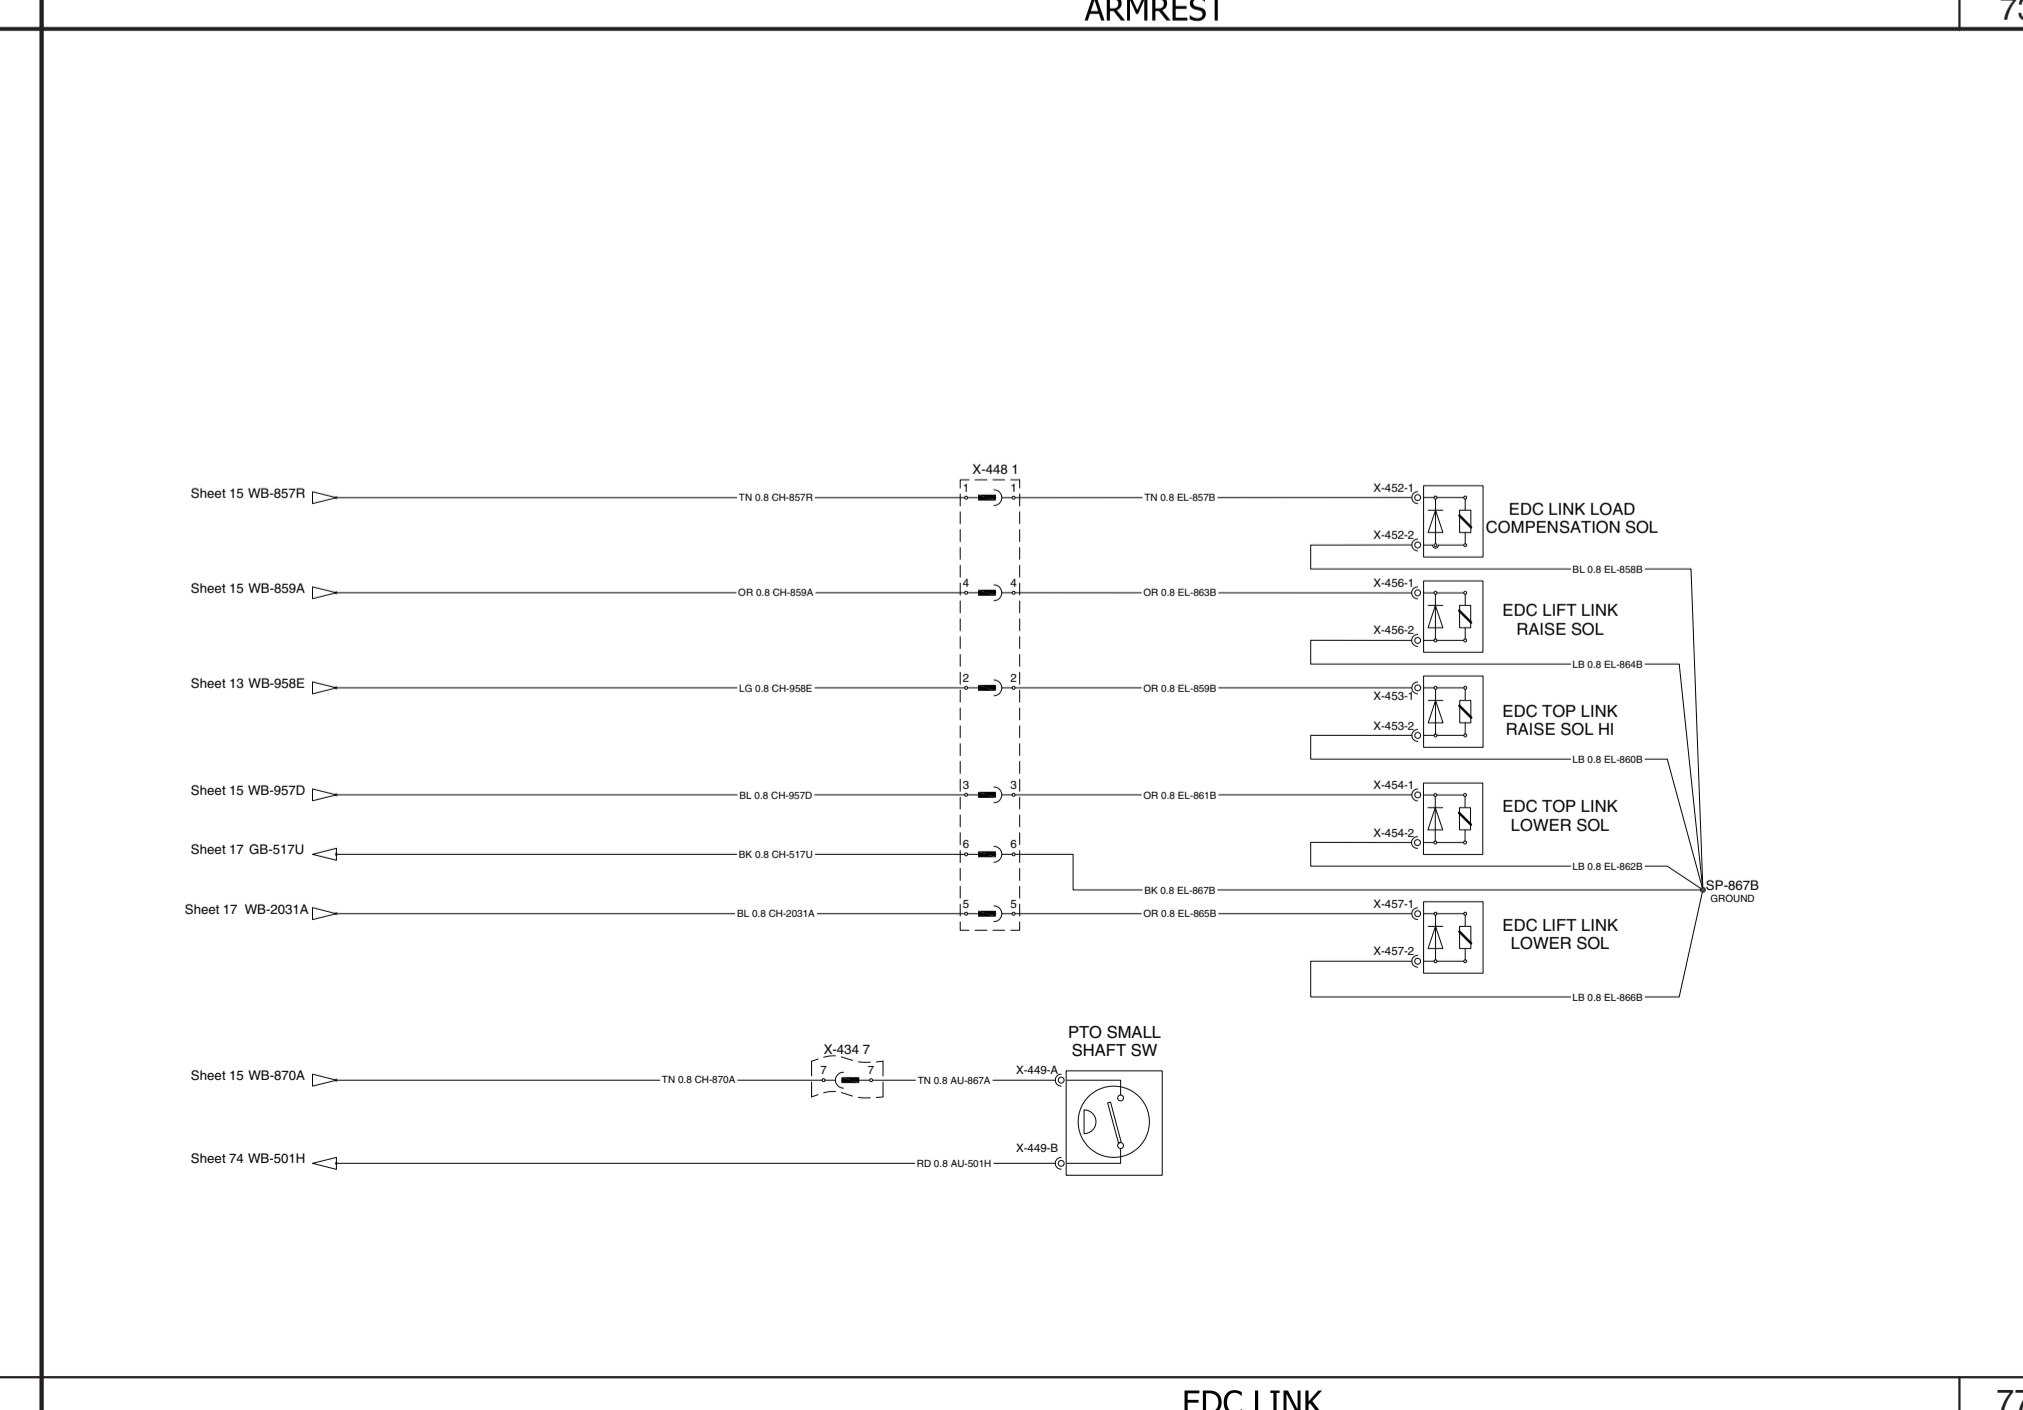 ARMREST
X-448 1
Sheet 15 WB-857R
TN 0.8 CH-857R
1 1
TN 0.8 EL-857B
X-452-1
EDC LINK LOAD
COMPENSATION SOL
X-452-2
BL 0.8 EL-858B
Sheet 15 WB-859A
OR 0.8 CH-859A
4 4
OR 0.8 EL-863B
X-456-1
EDC LIFT LINK
RAISE SOL
X-456-2
LB 0.8 EL-864B
Sheet 13 WB-958E
LG 0.8 CH-958E
2 2
OR 0.8 EL-859B
X-453-1
EDC TOP LINK
RAISE SOL HI
X-453-2
LB 0.8 EL-860B
Sheet 15 WB-957D
BL 0.8 CH-957D
3 3
OR 0.8 EL-861B
X-454-1
EDC TOP LINK
LOWER SOL
X-454-2
LB 0.8 EL-862B
Sheet 17 GB-517U
BK 0.8 CH-517U
6 6
BK 0.8 EL-867B
SP-867B
GROUND
Sheet 17 WB-2031A
BL 0.8 CH-2031A
5 5
OR 0.8 EL-865B
X-457-1
EDC LIFT LINK
LOWER SOL
X-457-2
LB 0.8 EL-866B
PTO SMALL
SHAFT SW
X-434 7
Sheet 15 WB-870A
TN 0.8 CH-870A
7 7
TN 0.8 AU-867A
X-449-A
X-449-B
Sheet 74 WB-501H
RD 0.8 AU-501H
EDC LINK
77